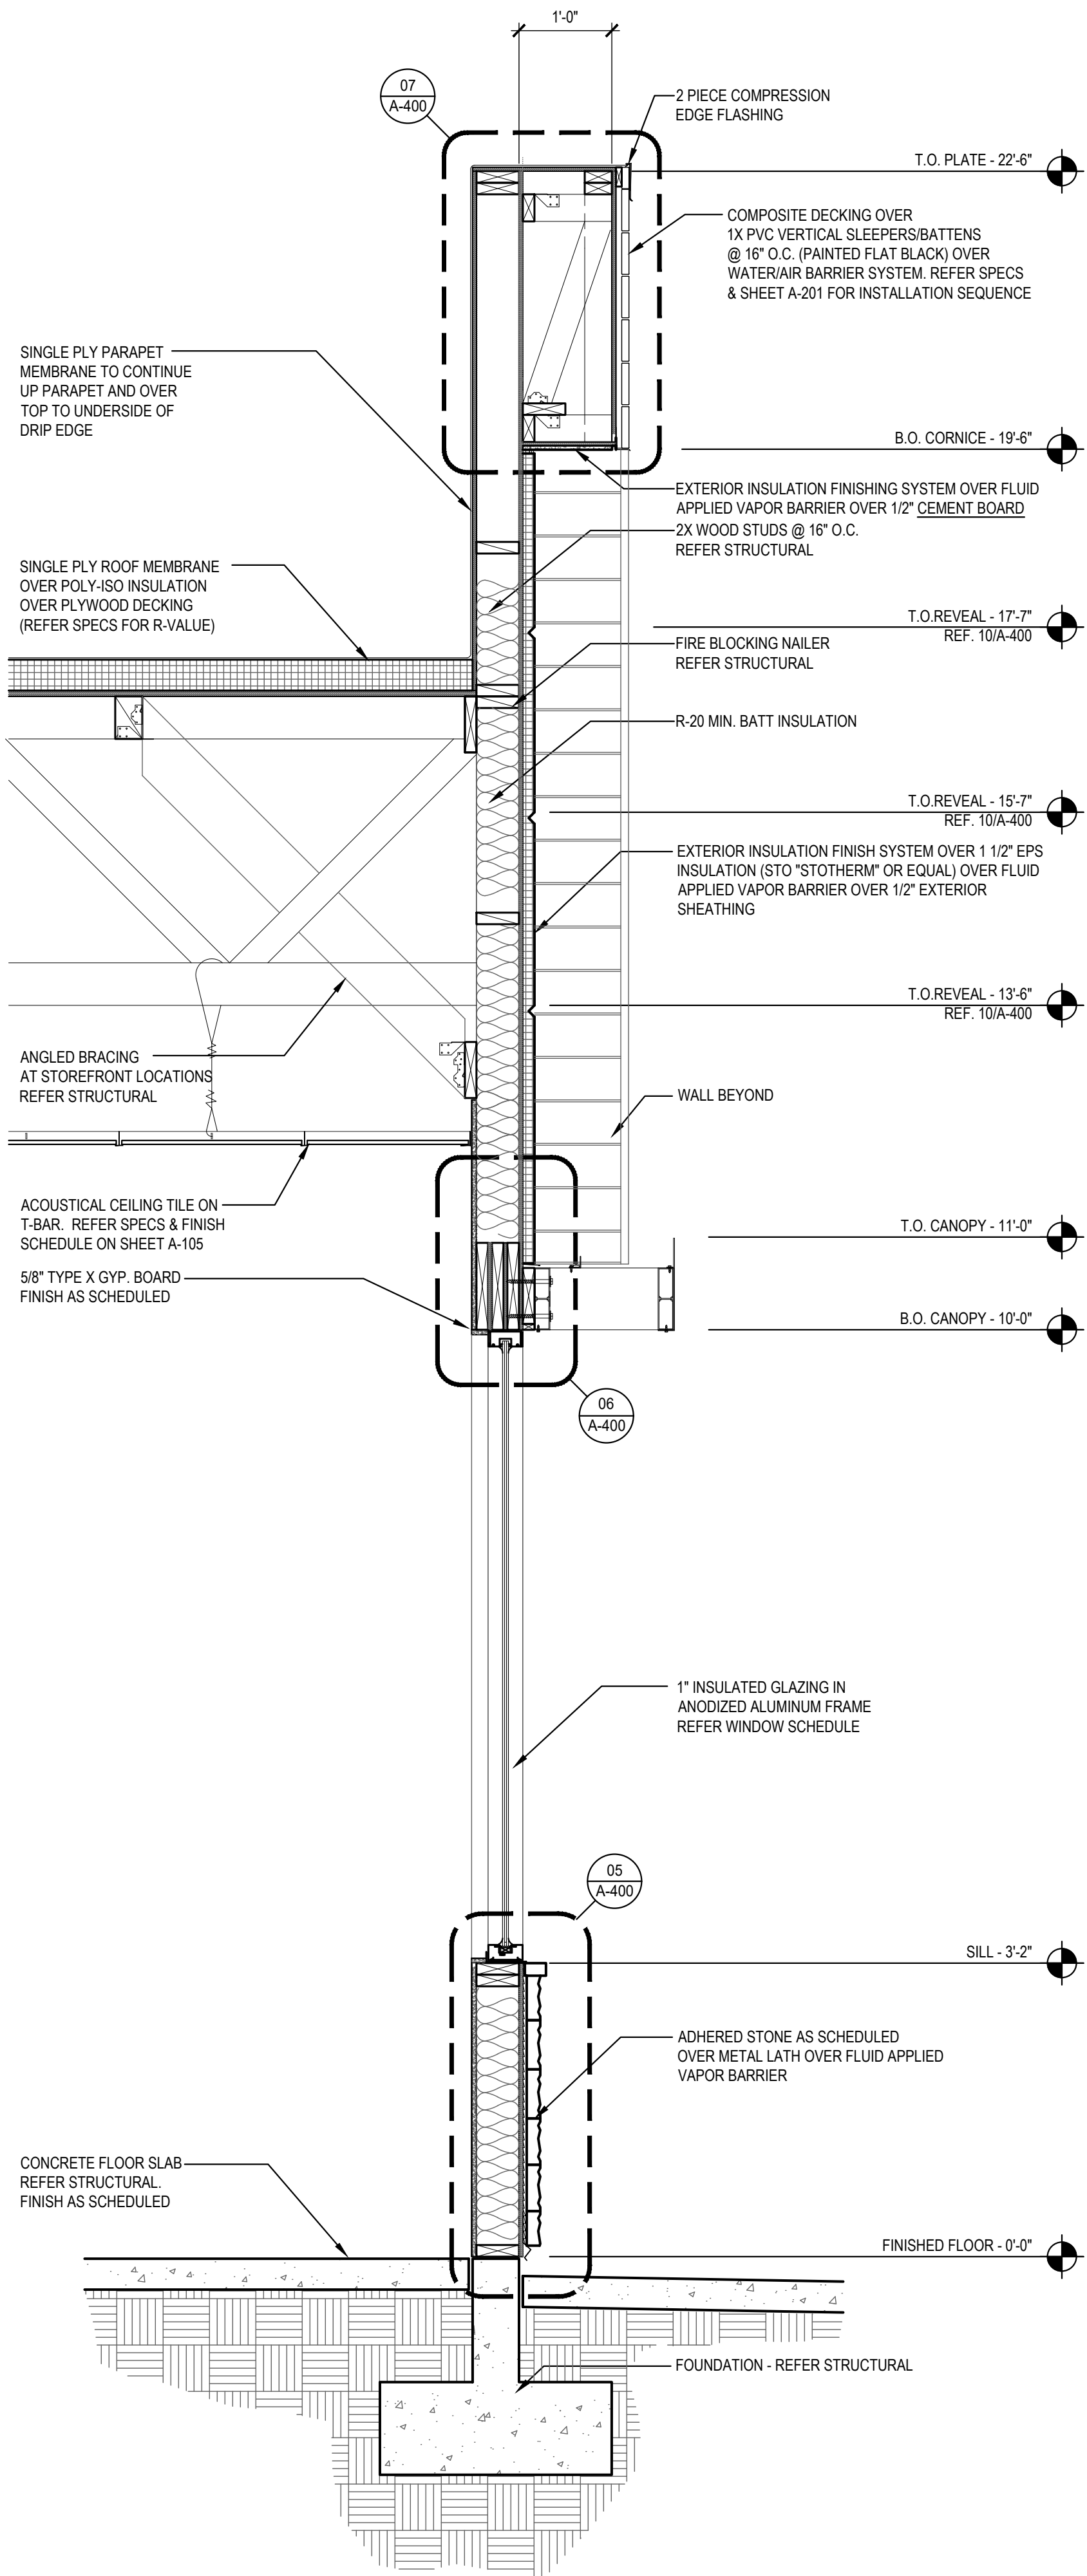 1'-0"
07
A-400
2 PIECE COMPRESSION
EDGE FLASHING
T.O. PLATE - 22'-6"
COMPOSITE DECKING OVER
1X PVC VERTICAL SLEEPERS/BATTENS
@ 16" O.C. (PAINTED FLAT BLACK) OVER
WATER/AIR BARRIER SYSTEM. REFER SPECS
& SHEET A-201 FOR INSTALLATION SEQUENCE
SINGLE PLY PARAPET
MEMBRANE TO CONTINUE
UP PARAPET AND OVER
TOP TO UNDERSIDE OF
DRIP EDGE
B.O. CORNICE - 19'-6"
EXTERIOR INSULATION FINISHING SYSTEM OVER FLUID
APPLIED VAPOR BARRIER OVER 1/2" CEMENT BOARD
2X WOOD STUDS @ 16" O.C.
REFER STRUCTURAL
SINGLE PLY ROOF MEMBRANE
OVER POLY-ISO INSULATION
OVER PLYWOOD DECKING
(REFER SPECS FOR R-VALUE)
T.O.REVEAL - 17'-7"
REF. 10/A-400
FIRE BLOCKING NAILER
REFER STRUCTURAL
R-20 MIN. BATT INSULATION
T.O.REVEAL - 15'-7"
REF. 10/A-400
EXTERIOR INSULATION FINISH SYSTEM OVER 1 1/2" EPS
INSULATION (STO "STOTHERM" OR EQUAL) OVER FLUID
APPLIED VAPOR BARRIER OVER 1/2" EXTERIOR
SHEATHING
T.O.REVEAL - 13'-6"
REF. 10/A-400
ANGLED BRACING
AT STOREFRONT LOCATIONS
REFER STRUCTURAL
WALL BEYOND
ACOUSTICAL CEILING TILE ON
T-BAR. REFER SPECS & FINISH
SCHEDULE ON SHEET A-105
T.O. CANOPY - 11'-0"
5/8" TYPE X GYP. BOARD
FINISH AS SCHEDULED
B.O. CANOPY - 10'-0"
06
A-400
1" INSULATED GLAZING IN
ANODIZED ALUMINUM FRAME
REFER WINDOW SCHEDULE
05
A-400
SILL - 3'-2"
ADHERED STONE AS SCHEDULED
OVER METAL LATH OVER FLUID APPLIED
VAPOR BARRIER
CONCRETE FLOOR SLAB
REFER STRUCTURAL.
FINISH AS SCHEDULED
FINISHED FLOOR - 0'-0"
FOUNDATION - REFER STRUCTURAL